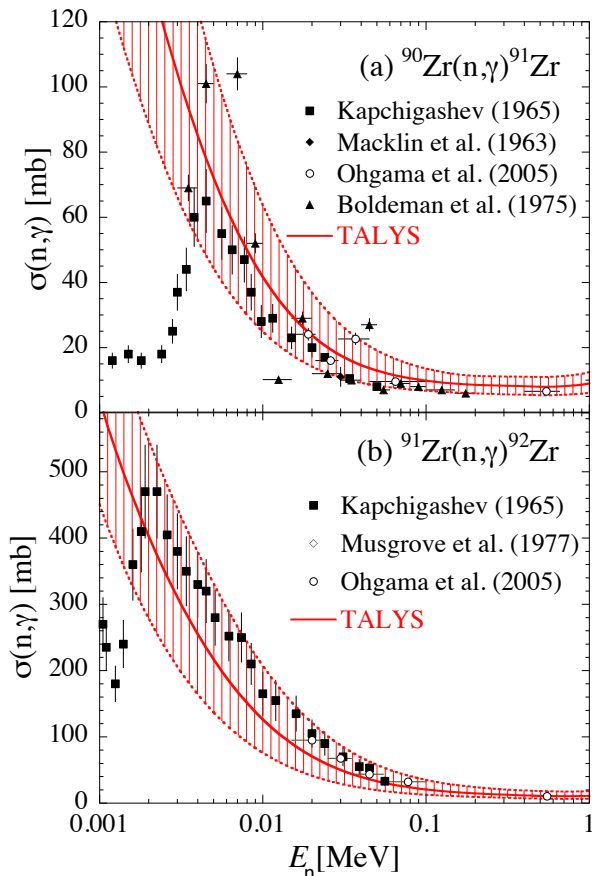 120
100
80
60
40
20
0
σ(n,γ) [mb]
(a) ⁹⁰Zr(n,γ)⁹¹Zr
Kapchigashev (1965)
Macklin et al. (1963)
Ohgama et al. (2005)
Boldeman et al. (1975)
TALYS
500
400
300
200
100
0
σ(n,γ) [mb]
(b) ⁹¹Zr(n,γ)⁹²Zr
Kapchigashev (1965)
Musgrove et al. (1977)
Ohgama et al. (2005)
TALYS
0.001 0.01 0.1 1
Eₙ[MeV]